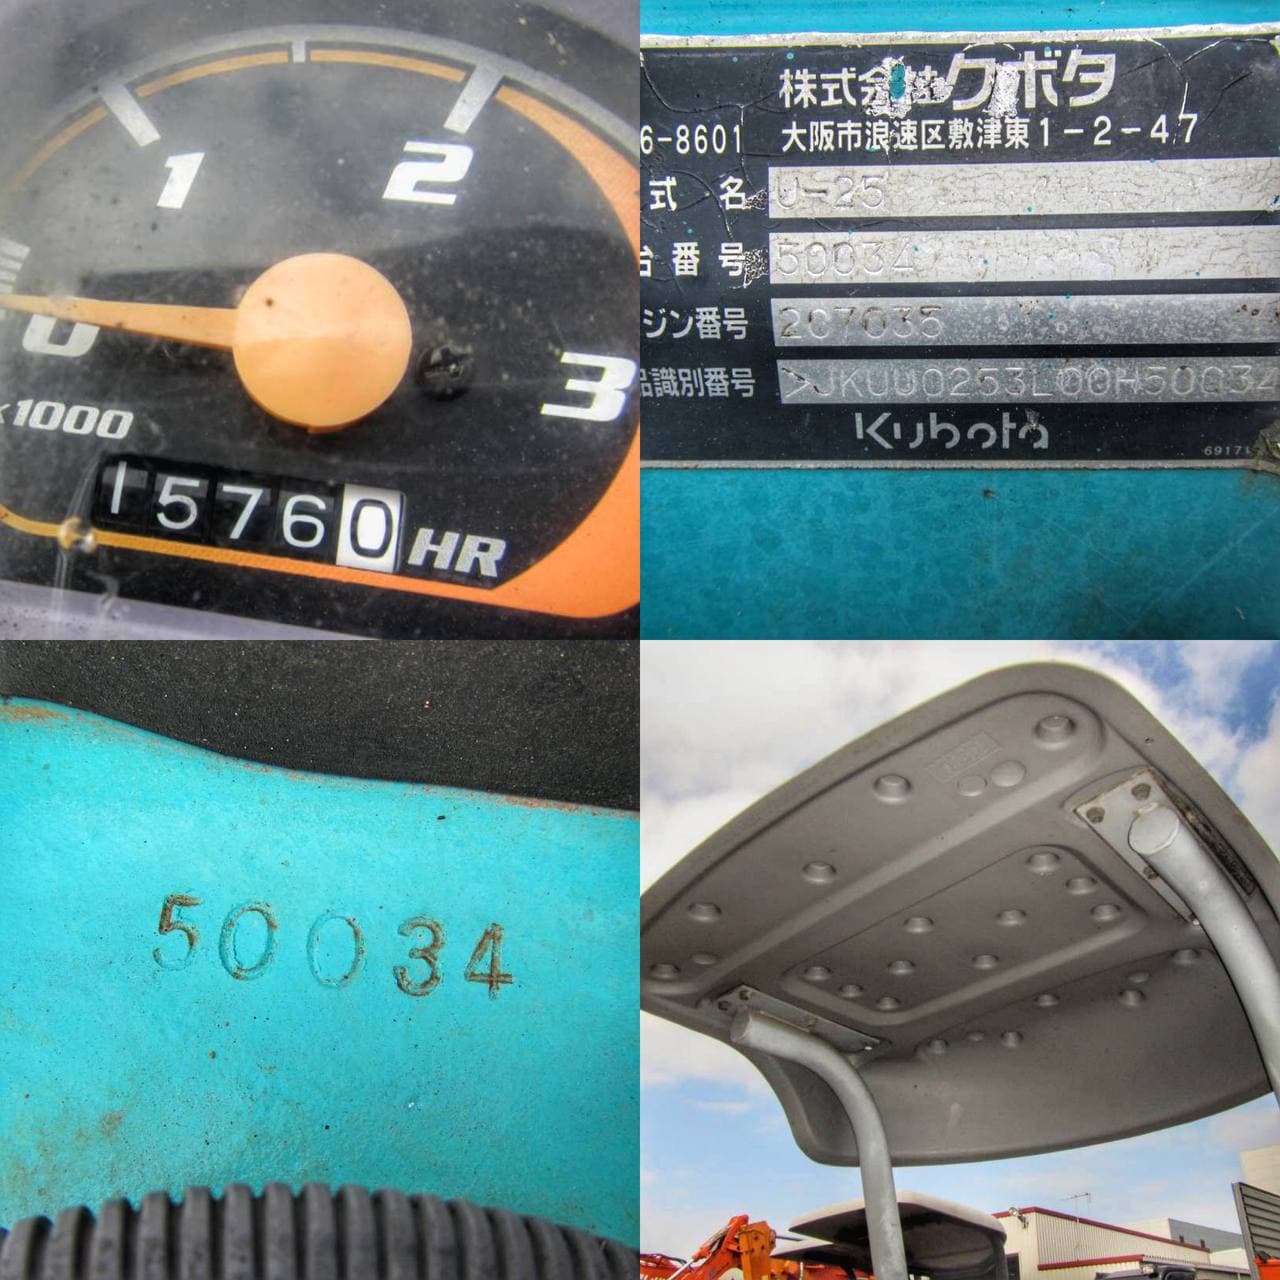 1 2
0 3
x1000
15760 HR
株式会社クボタ
6-8601 大阪市浪速区敷津東1-2-47
式名 U-25
台番号 50034
ジン番号 207035
品識別番号 >JKUU0253L00H50034
Kubota
69171
50034